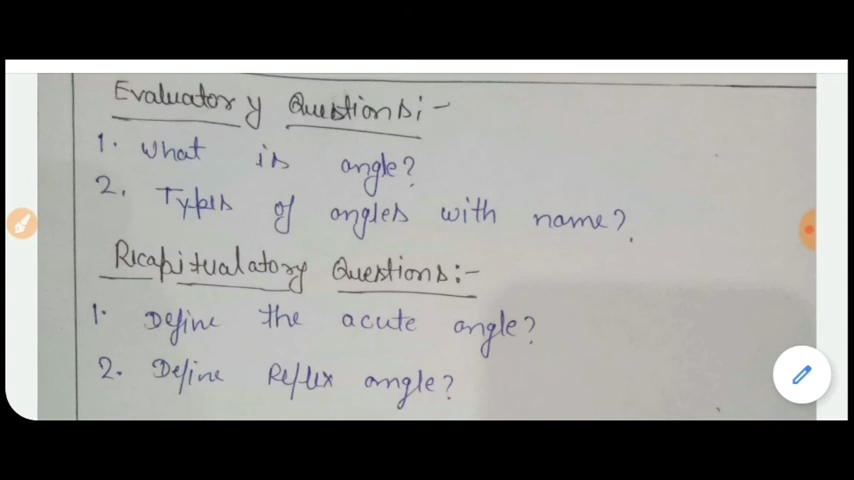 Evaluatory Questions:-
1. What is angle?
2. Types of angles with name?
Ricapitualatory Questions:-
1. Define the acute angle?
2. Define Reflex angle?